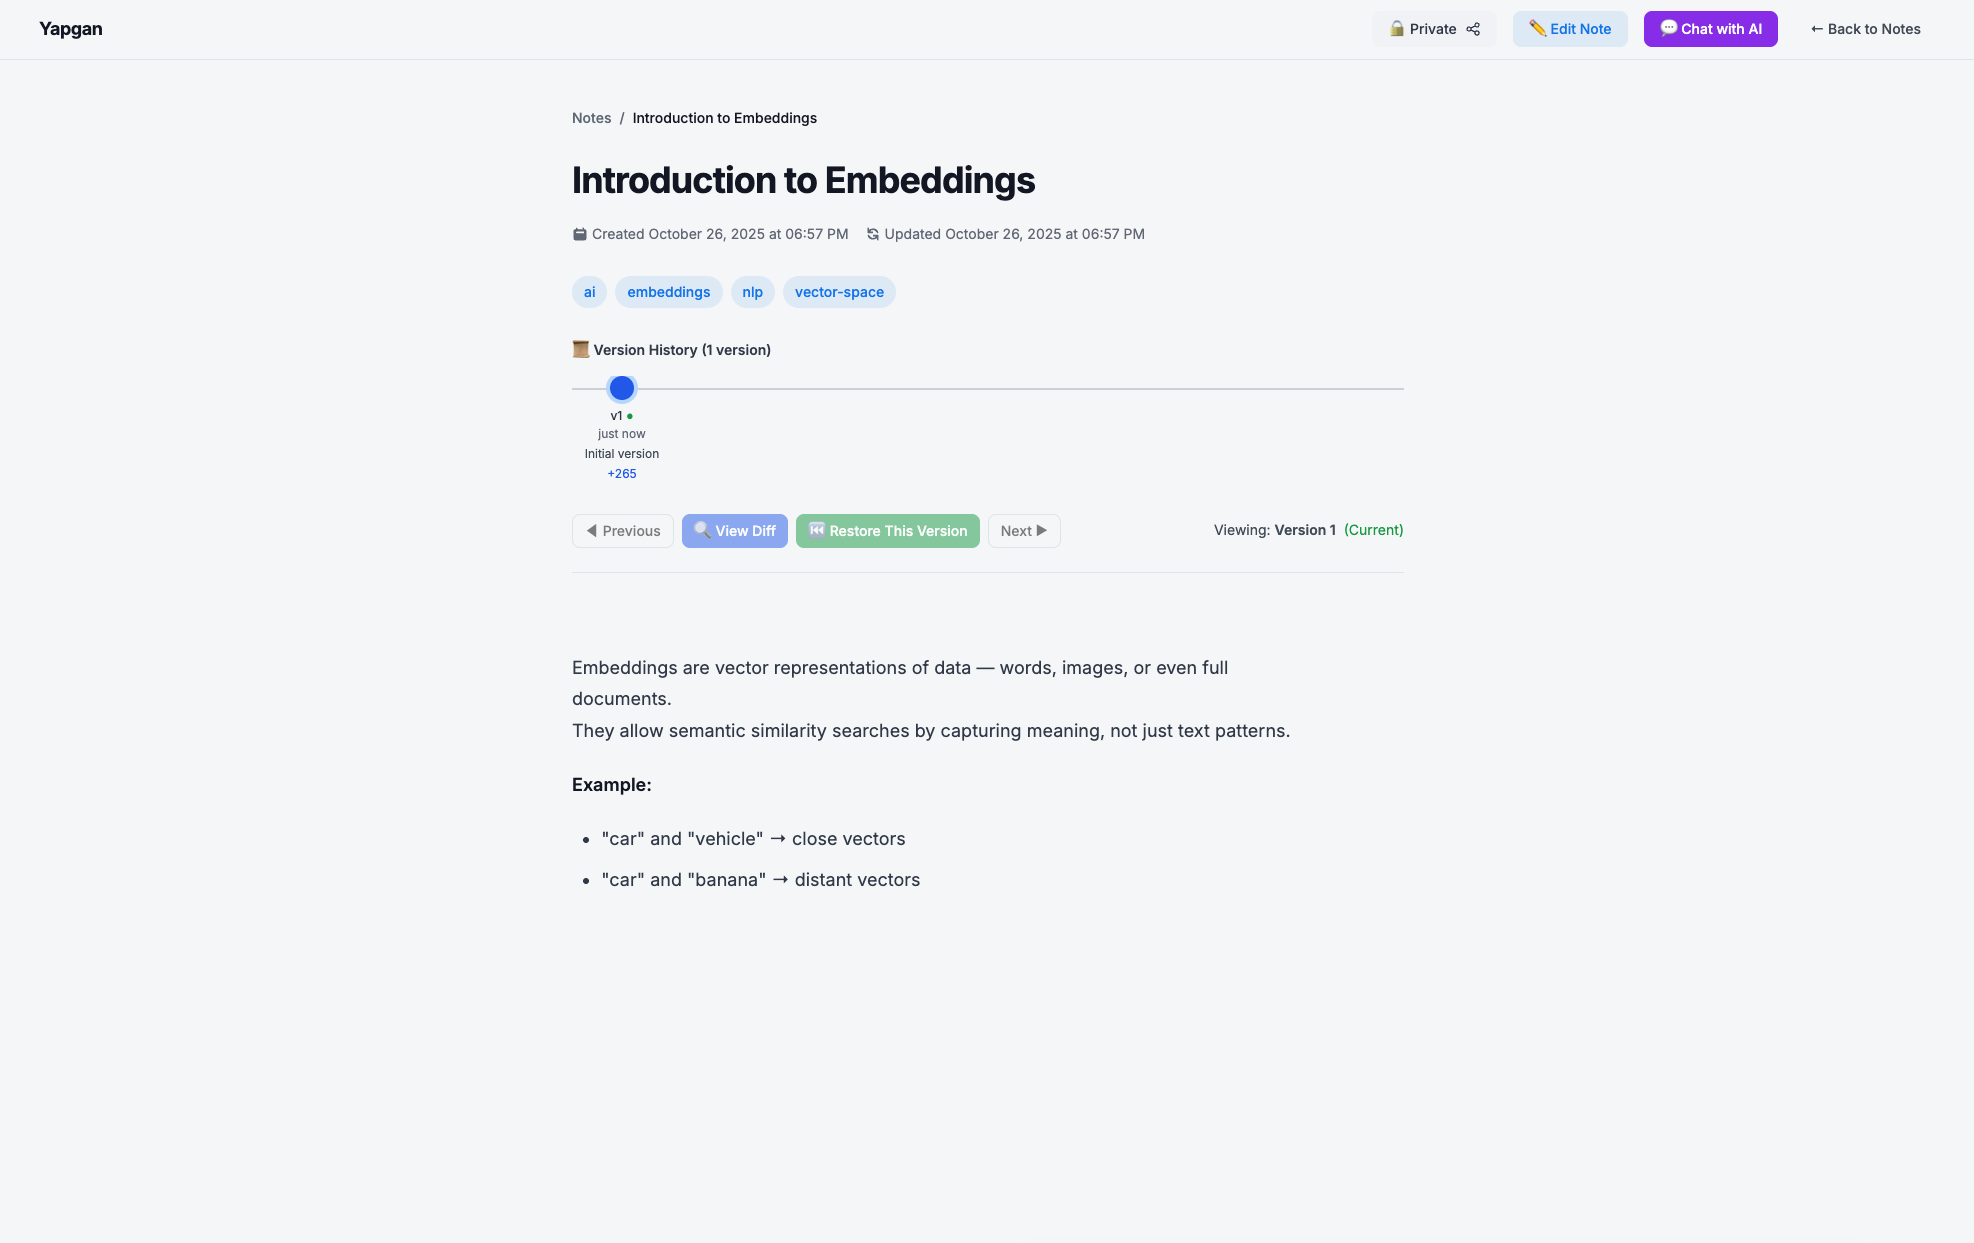 Yapgan
🔒 Private
✏️ Edit Note
💬 Chat with AI
← Back to Notes
Notes / Introduction to Embeddings
Introduction to Embeddings
Created October 26, 2025 at 06:57 PM Updated October 26, 2025 at 06:57 PM
ai embeddings nlp vector-space
📜 Version History (1 version)
v1 ●
just now
Initial version
+265
◀ Previous 🔍 View Diff ⏮ Restore This Version Next ▶ Viewing: Version 1 (Current)
Embeddings are vector representations of data — words, images, or even full
documents.
They allow semantic similarity searches by capturing meaning, not just text patterns.
Example:
• "car" and "vehicle" → close vectors
• "car" and "banana" → distant vectors